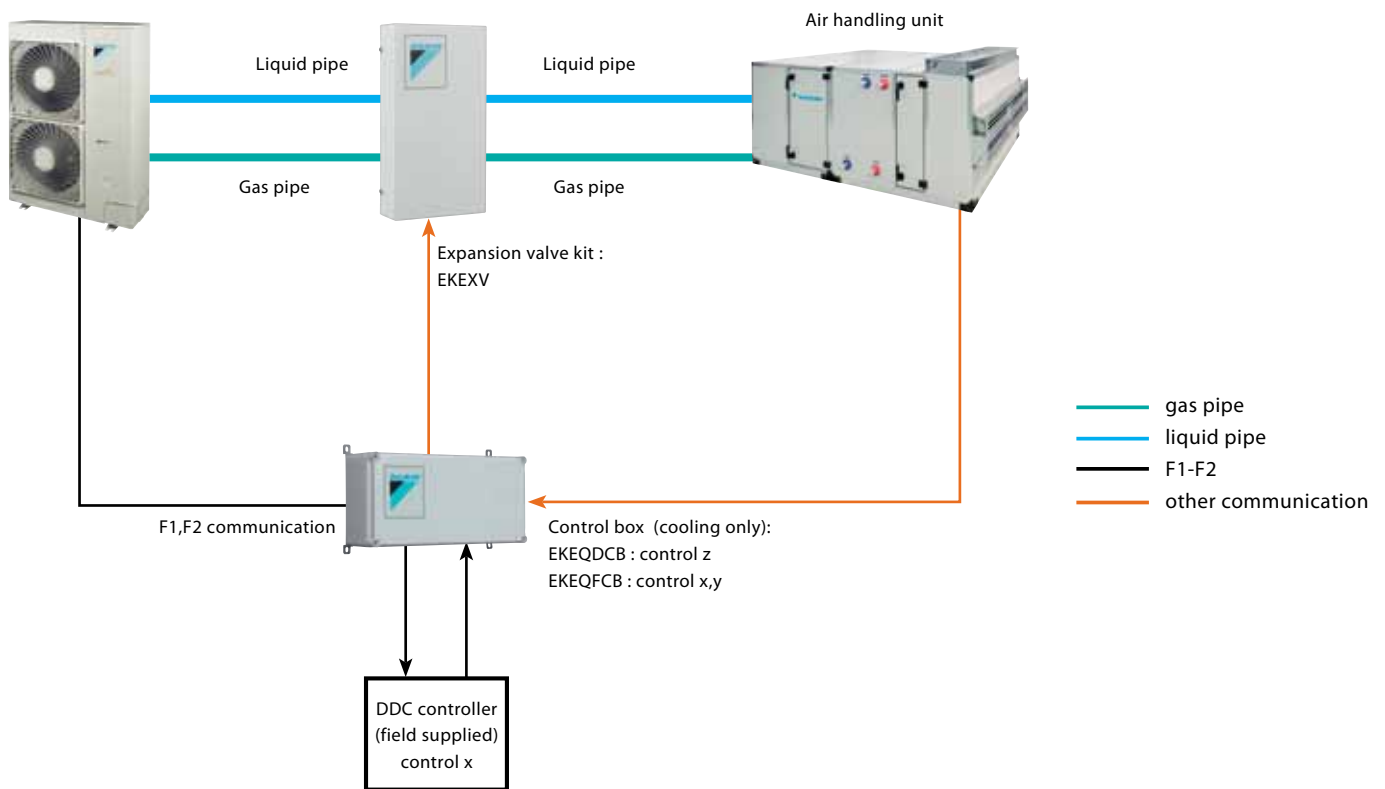 Air handling unit
Liquid pipe
Liquid pipe
Gas pipe
Gas pipe
Expansion valve kit :
EKEXV
gas pipe
liquid pipe
F1-F2
other communication
F1,F2 communication
Control box (cooling only):
EKEQDCB : control z
EKEQFCB : control x,y
DDC controller
(field supplied)
control x